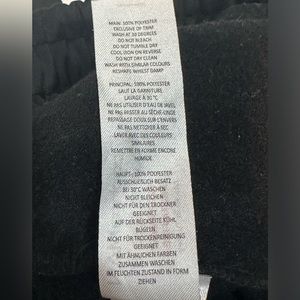 MAIN: 100% POLYESTER
EXCLUSIVE OF TRIM
WASH AT 30 DEGREES
DO NOT BLEACH
DO NOT TUMBLE DRY
COOL IRON ON REVERSE
DO NOT DRY CLEAN
WASH WITH SIMILAR COLOURS
RESHAPE WHILST DAMP
PRINCIPAL: 100% POLYESTER
SAUF LA GARNITURE
LAVAGE À 30 °C
NE PAS UTILISER D'EAU DE JAVEL
NE PAS PASSER AU SÈCHE-LINGE
REPASSAGE DOUX SUR L'ENVERS
NE PAS NETTOYER À SEC
LAVER AVEC DES COULEURS
SIMILAIRES
REMETTRE EN FORME ENCORE
HUMIDE
HAUPT: 100% POLYESTER
AUSSCHLIEßLICH BESATZ
BEI 30°C WASCHEN
NICHT BLEICHEN
NICHT FÜR DEN TROCKNER
GEEIGNET
AUF DER RÜCKSEITE KÜHL
BÜGELN
NICHT FÜR TROCKENREINIGUNG
GEEIGNET
MIT ÄHNLICHEN FARBEN
ZUSAMMEN WASCHEN
IM FEUCHTEN ZUSTAND IN FORM
ZIEHEN